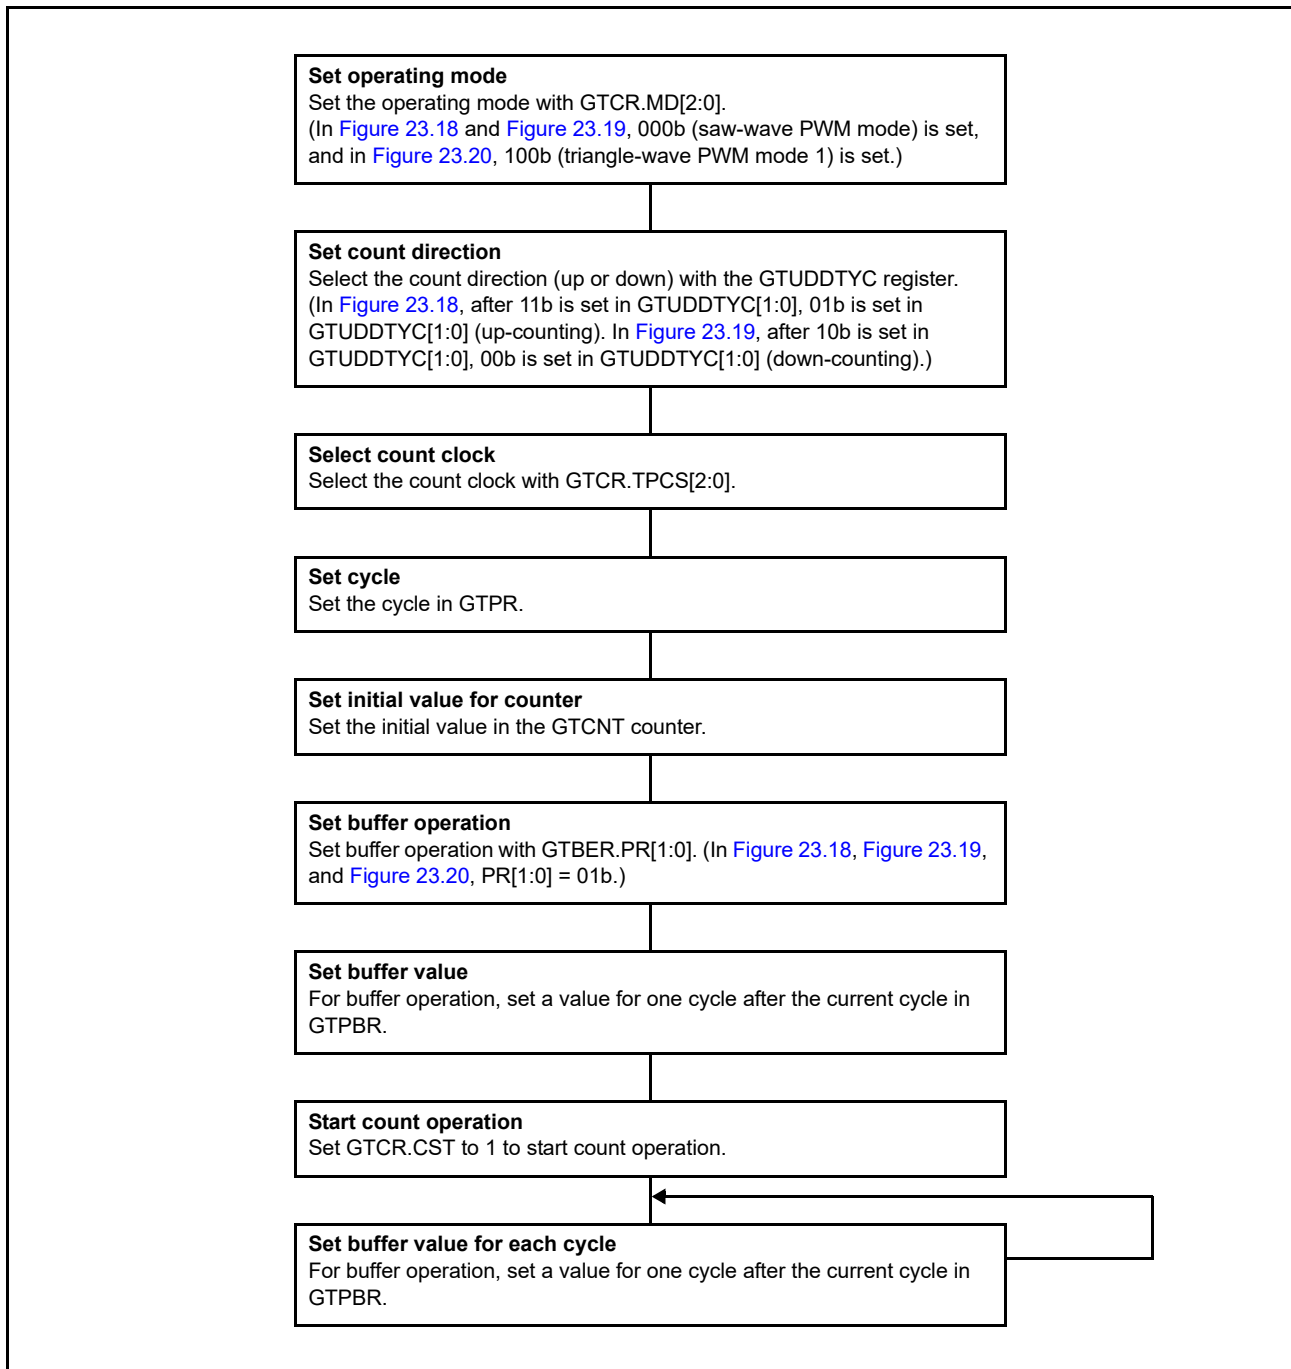 Set operating mode
Set the operating mode with GTCR.MD[2:0].
(In Figure 23.18 and Figure 23.19, 000b (saw-wave PWM mode) is set,
and in Figure 23.20, 100b (triangle-wave PWM mode 1) is set.)
Set count direction
Select the count direction (up or down) with the GTUDDTYC register.
(In Figure 23.18, after 11b is set in GTUDDTYC[1:0], 01b is set in
GTUDDTYC[1:0] (up-counting). In Figure 23.19, after 10b is set in
GTUDDTYC[1:0], 00b is set in GTUDDTYC[1:0] (down-counting).)
Select count clock
Select the count clock with GTCR.TPCS[2:0].
Set cycle
Set the cycle in GTPR.
Set initial value for counter
Set the initial value in the GTCNT counter.
Set buffer operation
Set buffer operation with GTBER.PR[1:0]. (In Figure 23.18, Figure 23.19,
and Figure 23.20, PR[1:0] = 01b.)
Set buffer value
For buffer operation, set a value for one cycle after the current cycle in
GTPBR.
Start count operation
Set GTCR.CST to 1 to start count operation.
Set buffer value for each cycle
For buffer operation, set a value for one cycle after the current cycle in
GTPBR.